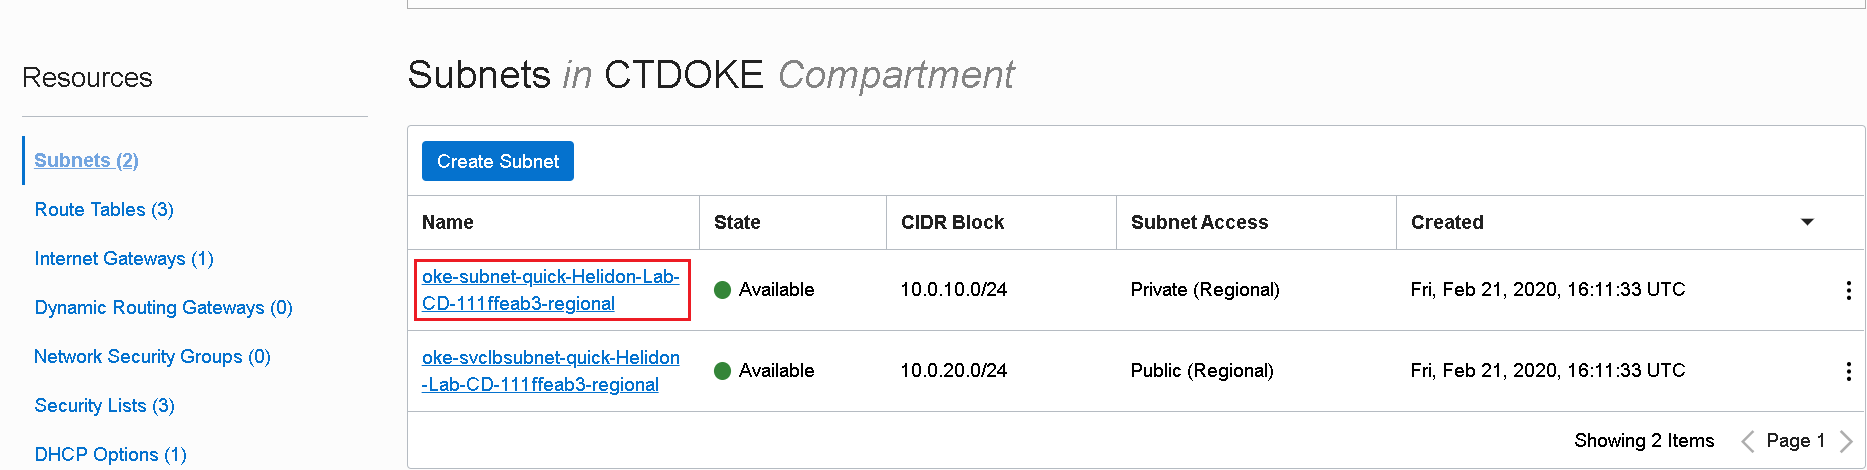 Resources
Subnets (2)
Route Tables (3)
Internet Gateways (1)
Dynamic Routing Gateways (0)
Network Security Groups (0)
Security Lists (3)
DHCP Options (1)
Subnets in CTDOKE Compartment
Create Subnet
Name State CIDR Block Subnet Access Created
oke-subnet-quick-Helidon-Lab-
CD-111ffeab3-regional
Available 10.0.10.0/24 Private (Regional) Fri, Feb 21, 2020, 16:11:33 UTC
oke-svclbsubnet-quick-Helidon
-Lab-CD-111ffeab3-regional
Available 10.0.20.0/24 Public (Regional) Fri, Feb 21, 2020, 16:11:33 UTC
Showing 2 Items Page 1